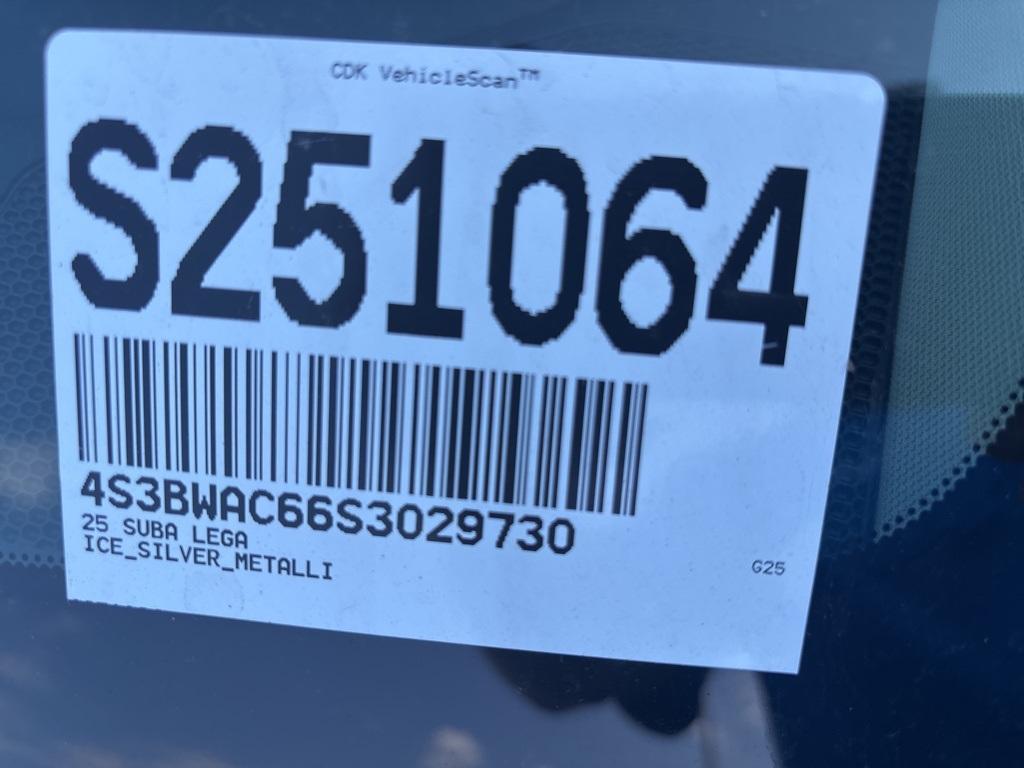 CDK VehicleScan™
S251064
4S3BWAC66S3029730
25 SUBA LEGA
ICE_SILVER_METALLI
G25